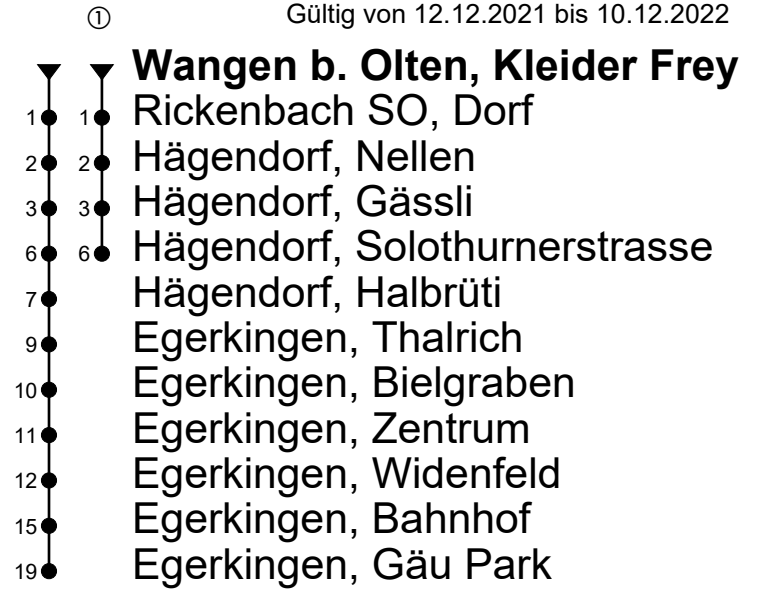 ① Gültig von 12.12.2021 bis 10.12.2022
Wangen b. Olten, Kleider Frey
1 1 Rickenbach SO, Dorf
2 2 Hägendorf, Nellen
3 3 Hägendorf, Gässli
6 6 Hägendorf, Solothurnerstrasse
7 Hägendorf, Halbrüti
9 Egerkingen, Thalrich
10 Egerkingen, Bielgraben
11 Egerkingen, Zentrum
12 Egerkingen, Widenfeld
15 Egerkingen, Bahnhof
19 Egerkingen, Gäu Park